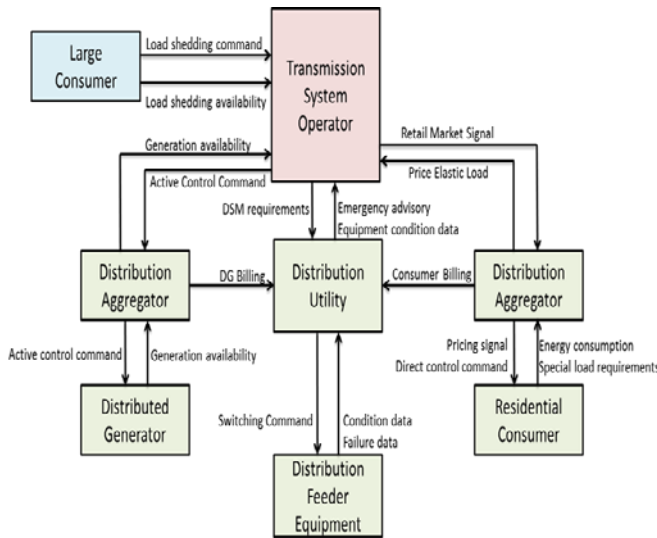 Large
Consumer
Load shedding command
Load shedding availability
Transmission
System
Operator
Generation availability
Active Control Command
Retail Market Signal
Price Elastic Load
DSM requirements
Emergency advisory
Equipment condition data
Distribution
Aggregator
DG Billing
Distribution
Utility
Consumer Billing
Distribution
Aggregator
Active control command
Generation availability
Pricing signal
Direct control command
Energy consumption
Special load requirements
Distributed
Generator
Switching Command
Condition data
Failure data
Residential
Consumer
Distribution
Feeder
Equipment